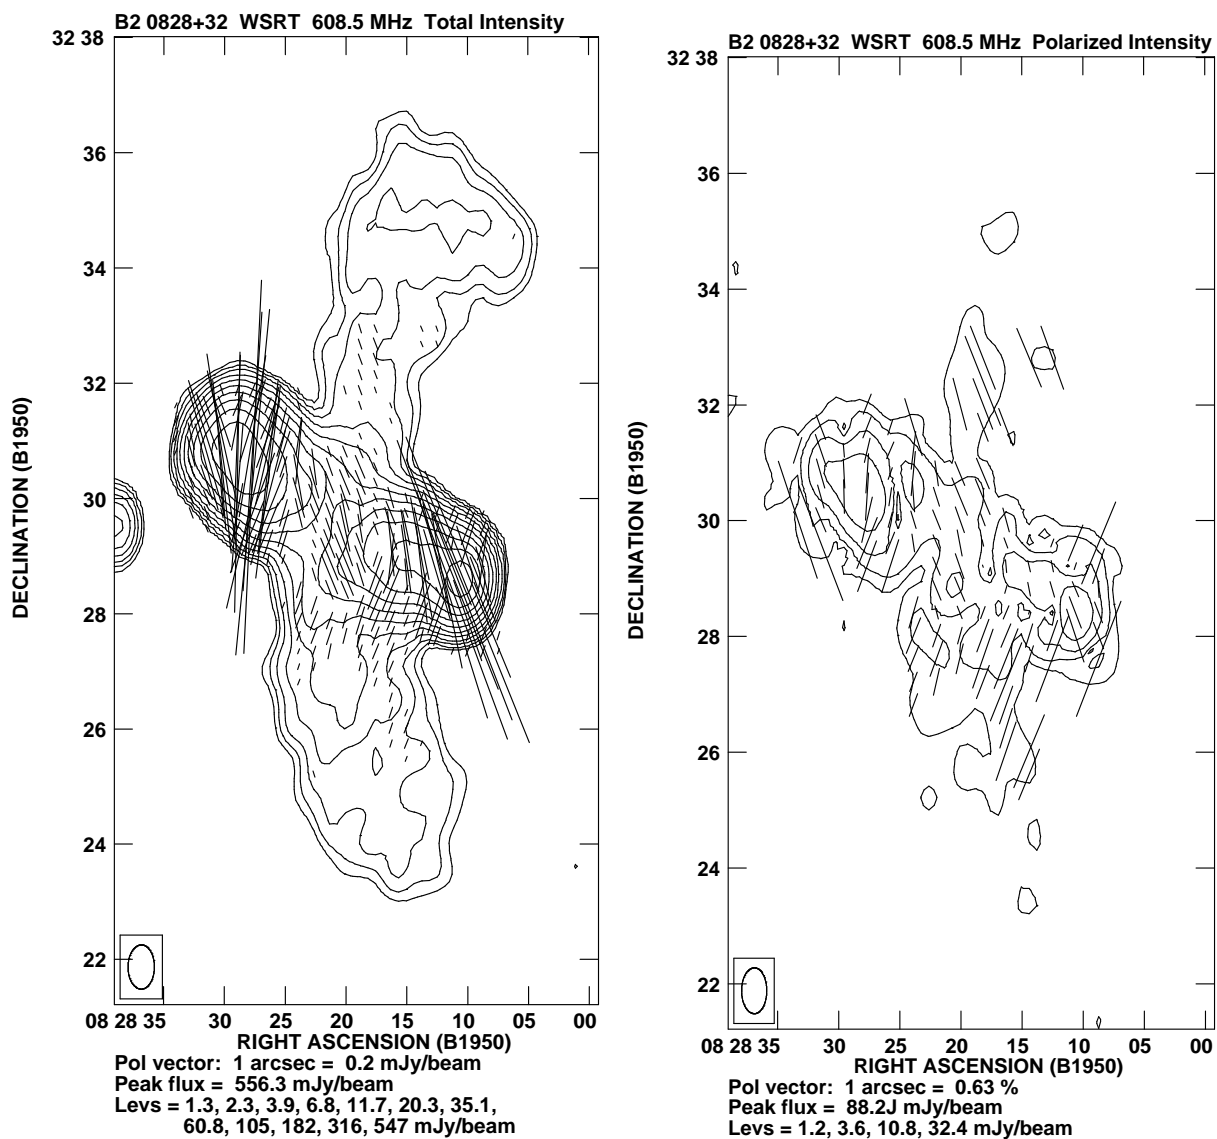 B2 0828+32 WSRT 608.5 MHz Total Intensity
32 38
36
34
32
30
28
26
24
22
DECLINATION (B1950)
08 28 35 30 25 20 15 10 05 00
RIGHT ASCENSION (B1950)
Pol vector: 1 arcsec = 0.2 mJy/beam
Peak flux = 556.3 mJy/beam
Levs = 1.3, 2.3, 3.9, 6.8, 11.7, 20.3, 35.1,
60.8, 105, 182, 316, 547 mJy/beam
B2 0828+32 WSRT 608.5 MHz Polarized Intensity
32 38
36
34
32
30
28
26
24
22
DECLINATION (B1950)
08 28 35 30 25 20 15 10 05 00
RIGHT ASCENSION (B1950)
Pol vector: 1 arcsec = 0.63 %
Peak flux = 88.2J mJy/beam
Levs = 1.2, 3.6, 10.8, 32.4 mJy/beam